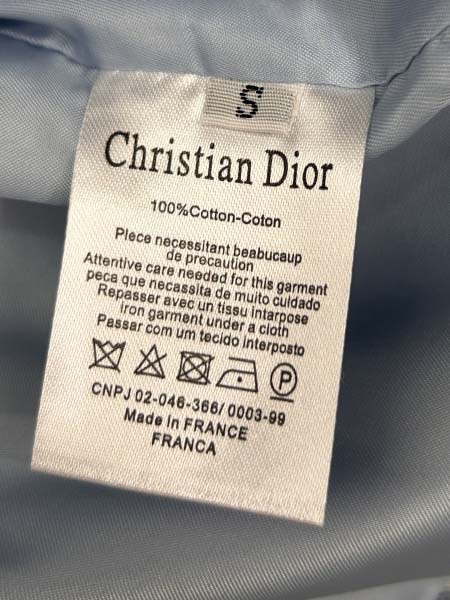 S
Christian Dior
100%Cotton-Coton
Piece necessitant beabucaup
de precaution
Attentive care needed for this garment
peca que necassita de muito culdado
Repasser avec un tissu intarpose
iron garment under a cloth
Passar com um tecido interposto
P
CNPJ 02-046-366/ 0003-99
Made in FRANCE
FRANCA